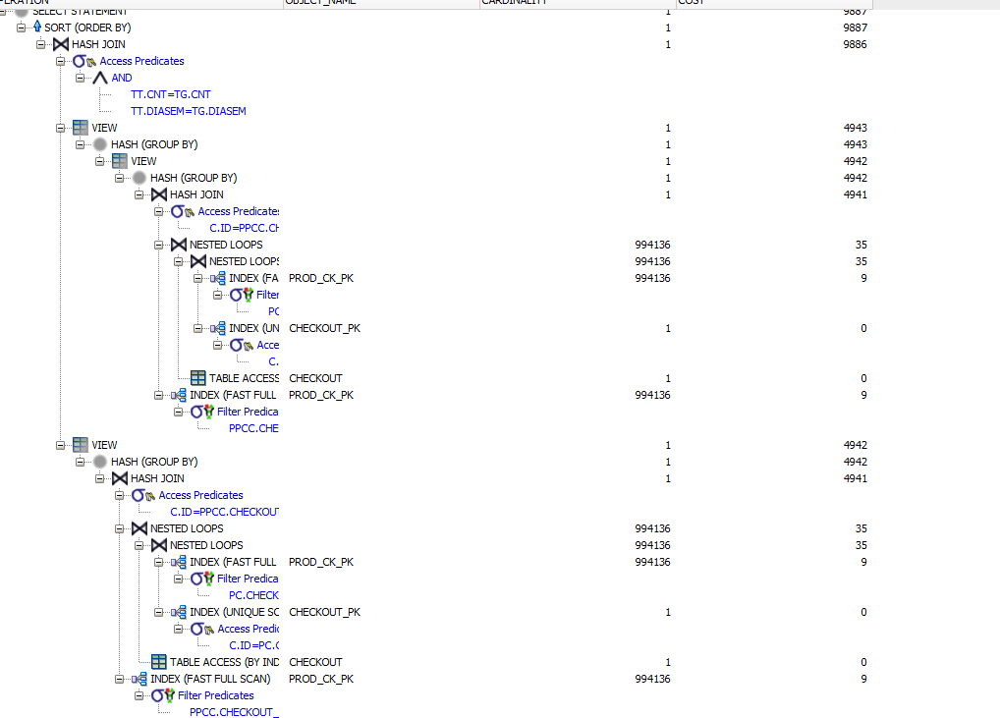 OPERATION OBJECT_NAME CARDINALITY COST
SELECT STATEMENT 1 9887
SORT (ORDER BY) 1 9887
HASH JOIN 1 9886
Access Predicates
AND
TT.CNT=TG.CNT
TT.DIASEM=TG.DIASEM
VIEW 1 4943
HASH (GROUP BY) 1 4943
VIEW 1 4942
HASH (GROUP BY) 1 4942
HASH JOIN 1 4941
Access Predicates
C.ID=PPCC.CH
NESTED LOOPS 994136 35
NESTED LOOPS 994136 35
INDEX (FA PROD_CK_PK 994136 9
Filter
PC
INDEX (UN CHECKOUT_PK 1 0
Acce
C.
TABLE ACCESS CHECKOUT 1 0
INDEX (FAST FULL PROD_CK_PK 994136 9
Filter Predica
PPCC.CHE
VIEW 1 4942
HASH (GROUP BY) 1 4942
HASH JOIN 1 4941
Access Predicates
C.ID=PPCC.CHECKOUT
NESTED LOOPS 994136 35
NESTED LOOPS 994136 35
INDEX (FAST FULL PROD_CK_PK 994136 9
Filter Predica
PC.CHECK
INDEX (UNIQUE SC CHECKOUT_PK 1 0
Access Predic
C.ID=PC.C
TABLE ACCESS (BY IND CHECKOUT 1 0
INDEX (FAST FULL SCAN) PROD_CK_PK 994136 9
Filter Predicates
PPCC.CHECKOUT_